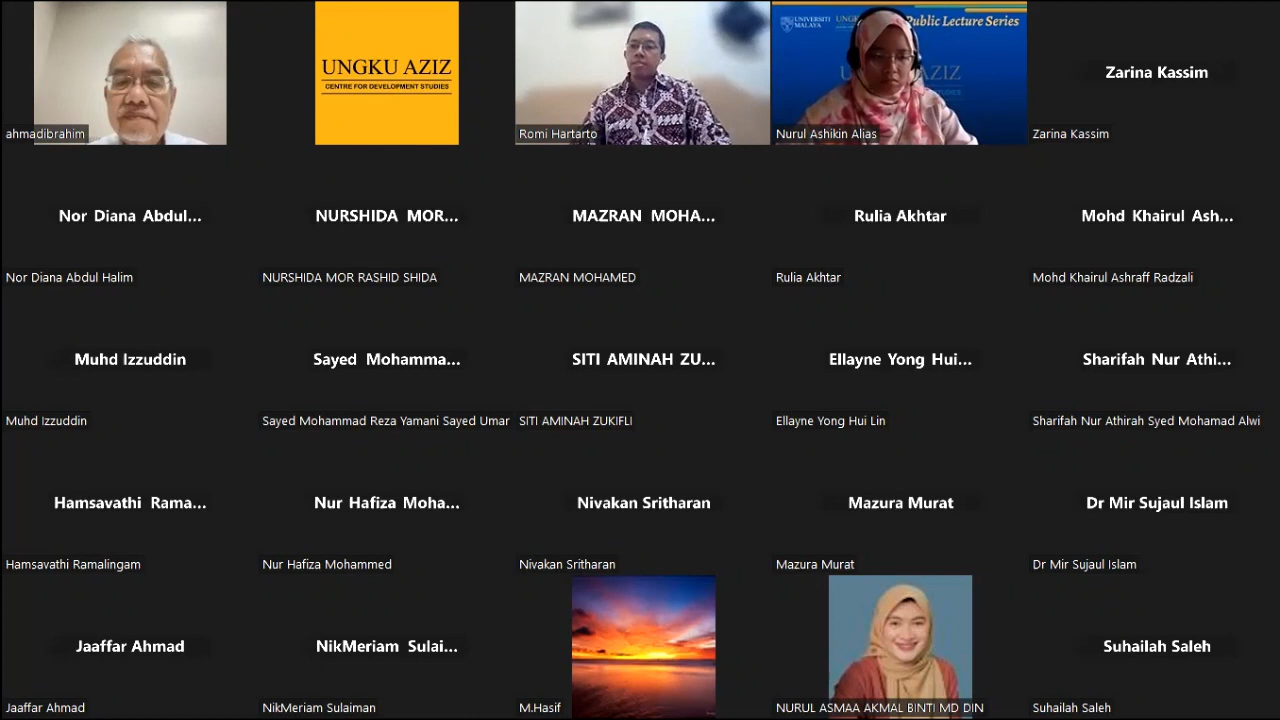 UNGKU AZIZ
CENTRE FOR DEVELOPMENT STUDIES
UNIVERSITI
MALAYA
UNGK
Public Lecture Series
Zarina Kassim
ahmadibrahim
Romi Hartarto
Nurul Ashikin Alias
Zarina Kassim
Nor Diana Abdul...
NURSHIDA MOR...
MAZRAN MOHA...
Rulia Akhtar
Mohd Khairul Ash...
Nor Diana Abdul Halim
NURSHIDA MOR RASHID SHIDA
MAZRAN MOHAMED
Rulia Akhtar
Mohd Khairul Ashraff Radzali
Muhd Izzuddin
Sayed Mohamma...
SITI AMINAH ZU...
Ellayne Yong Hui...
Sharifah Nur Athi...
Muhd Izzuddin
Sayed Mohammad Reza Yamani Sayed Umar
SITI AMINAH ZUKIFLI
Ellayne Yong Hui Lin
Sharifah Nur Athirah Syed Mohamad Alwi
Hamsavathi Rama...
Nur Hafiza Moha...
Nivakan Sritharan
Mazura Murat
Dr Mir Sujaul Islam
Hamsavathi Ramalingam
Nur Hafiza Mohammed
Nivakan Sritharan
Mazura Murat
Dr Mir Sujaul Islam
Jaaffar Ahmad
NikMeriam Sulai...
Suhailah Saleh
Jaaffar Ahmad
NikMeriam Sulaiman
M.Hasif
NURUL ASMAA AKMAL BINTI MD DIN
Suhailah Saleh